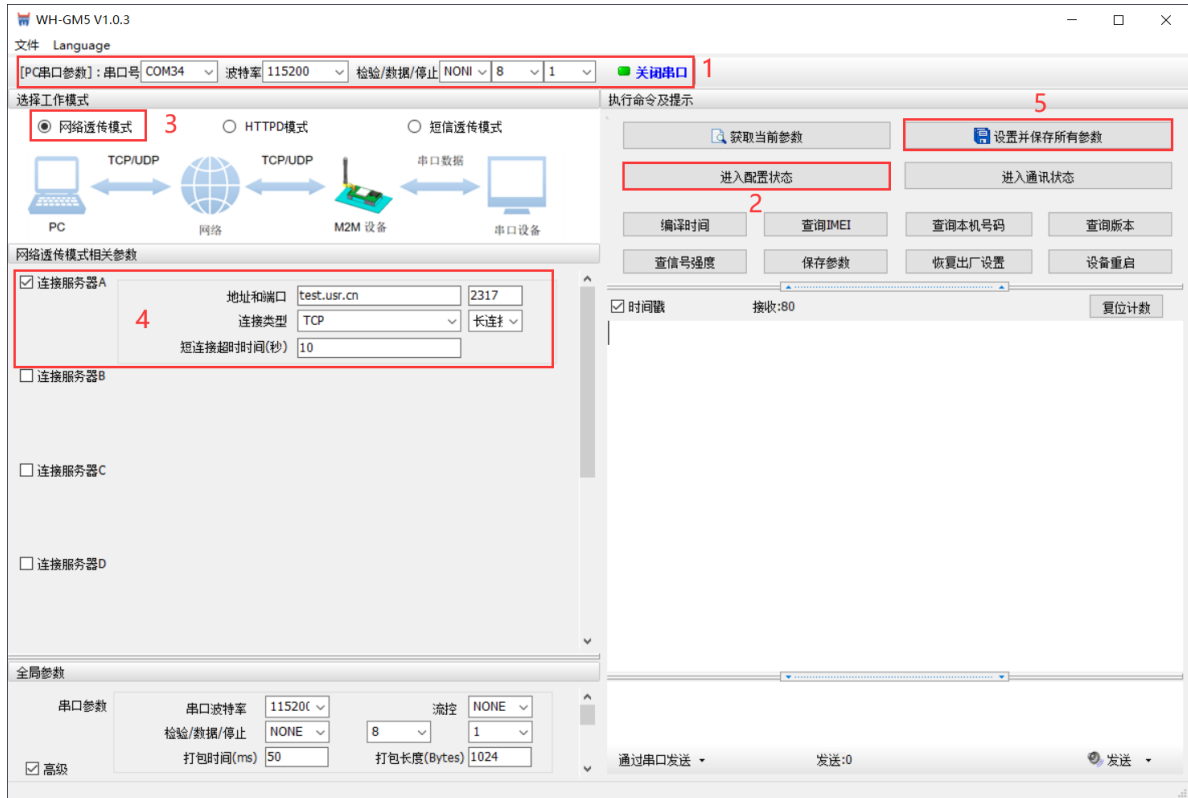 WH-GM5 V1.0.3
文件 Language
[PC串口参数]：串口号 COM34 波特率 115200 检验/数据/停止 NONI 8 1 关闭串口 1
选择工作模式
网络透传模式 3 HTTPD模式 短信透传模式
TCP/UDP TCP/UDP 串口数据
PC 网络 M2M 设备 串口设备
网络透传模式相关参数
连接服务器A
地址和端口 test.usr.cn 2317
4 连接类型 TCP 长连接
短连接超时时间(秒) 10
连接服务器B
连接服务器C
连接服务器D
全局参数
串口参数 串口波特率 11520( 流控 NONE
检验/数据/停止 NONE 8 1
打包时间(ms) 50 打包长度(Bytes) 1024
高级
执行命令及提示
5
获取当前参数 设置并保存所有参数
进入配置状态 进入通讯状态
2
编译时间 查询IMEI 查询本机号码 查询版本
查信号强度 保存参数 恢复出厂设置 设备重启
时间戳 接收:80 复位计数
通过串口发送 发送:0 发送